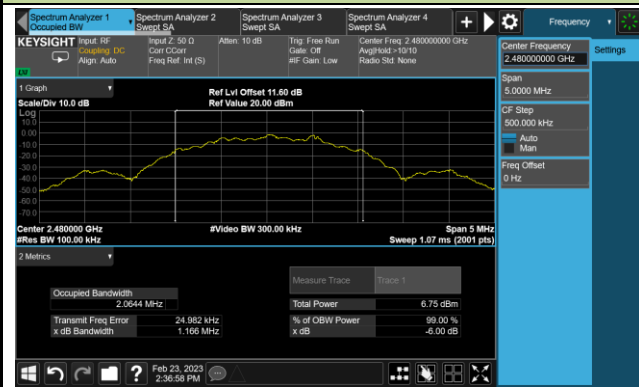 Spectrum Analyzer 1
Occupied BW
Spectrum Analyzer 2
Swept SA
Spectrum Analyzer 3
Swept SA
Spectrum Analyzer 4
Swept SA
Frequency
KEYSIGHT
Input: RF
Coupling: DC
Align: Auto
Input Z: 50 Ω
Corr CCorr
Freq Ref: Int (S)
Atten: 10 dB
Trig: Free Run
Gate: Off
#IF Gain: Low
Center Freq: 2.480000000 GHz
Avg|Hold:>10/10
Radio Std: None
Center Frequency
2.480000000 GHz
Settings
Span
5.0000 MHz
CF Step
500.000 kHz
Auto
Man
Freq Offset
0 Hz
1 Graph
Scale/Div 10.0 dB
Ref Lvl Offset 11.60 dB
Ref Value 20.00 dBm
Log
10.0
0.00
-10.0
-20.0
-30.0
-40.0
-50.0
-60.0
-70.0
Center 2.480000 GHz
#Res BW 100.00 kHz
#Video BW 300.00 kHz
Span 5 MHz
Sweep 1.07 ms (2001 pts)
2 Metrics
Measure Trace
Trace 1
Occupied Bandwidth
2.0644 MHz
Total Power
6.75 dBm
Transmit Freq Error
24.982 kHz
% of OBW Power
99.00 %
x dB Bandwidth
1.166 MHz
x dB
-6.00 dB
Feb 23, 2023
2:36:58 PM